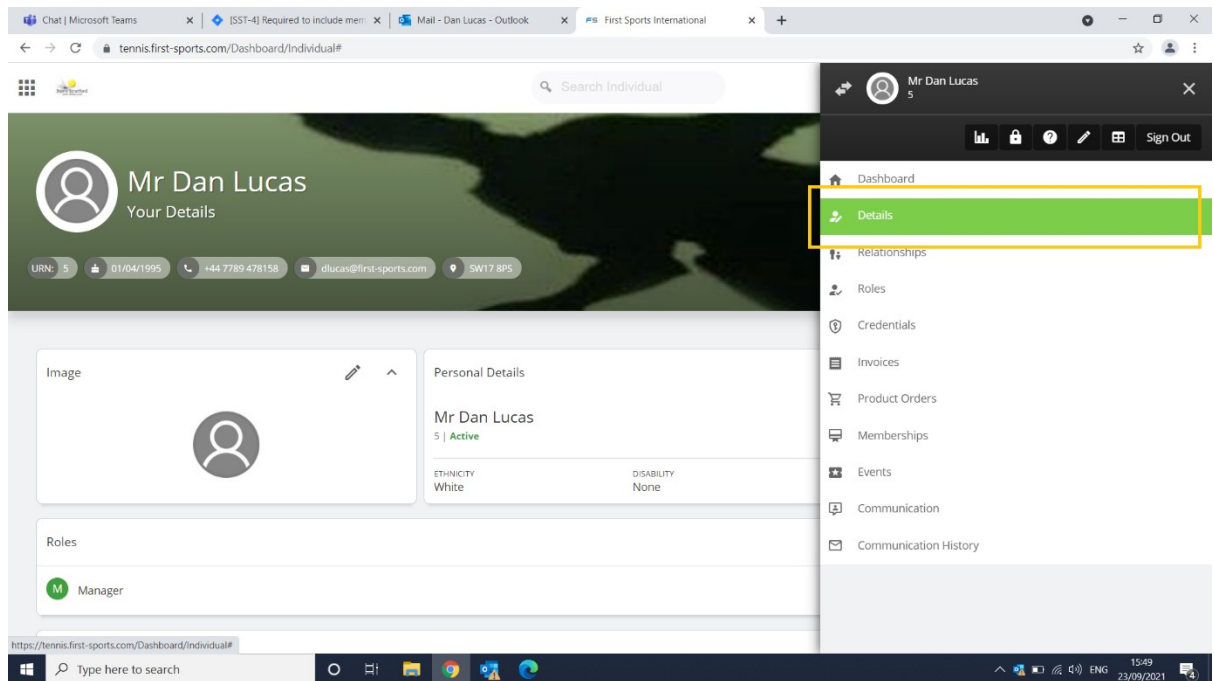 Chat | Microsoft Teams
[SST-4] Required to include mem
Mail - Dan Lucas - Outlook
FS First Sports International
tennis.first-sports.com/Dashboard/Individual#
Search Individual
Mr Dan Lucas
5
Sign Out
Mr Dan Lucas
Your Details
URN: 5
01/04/1995
+44 7789 478158
dlucas@first-sports.com
SW17 8PS
Dashboard
Details
Relationships
Roles
Credentials
Invoices
Product Orders
Memberships
Events
Communication
Communication History
Image
Personal Details
Mr Dan Lucas
5 | Active
ETHNICITY
White
DISABILITY
None
Roles
M Manager
https://tennis.first-sports.com/Dashboard/Individual#
Type here to search
ENG
15:49
23/09/2021
4